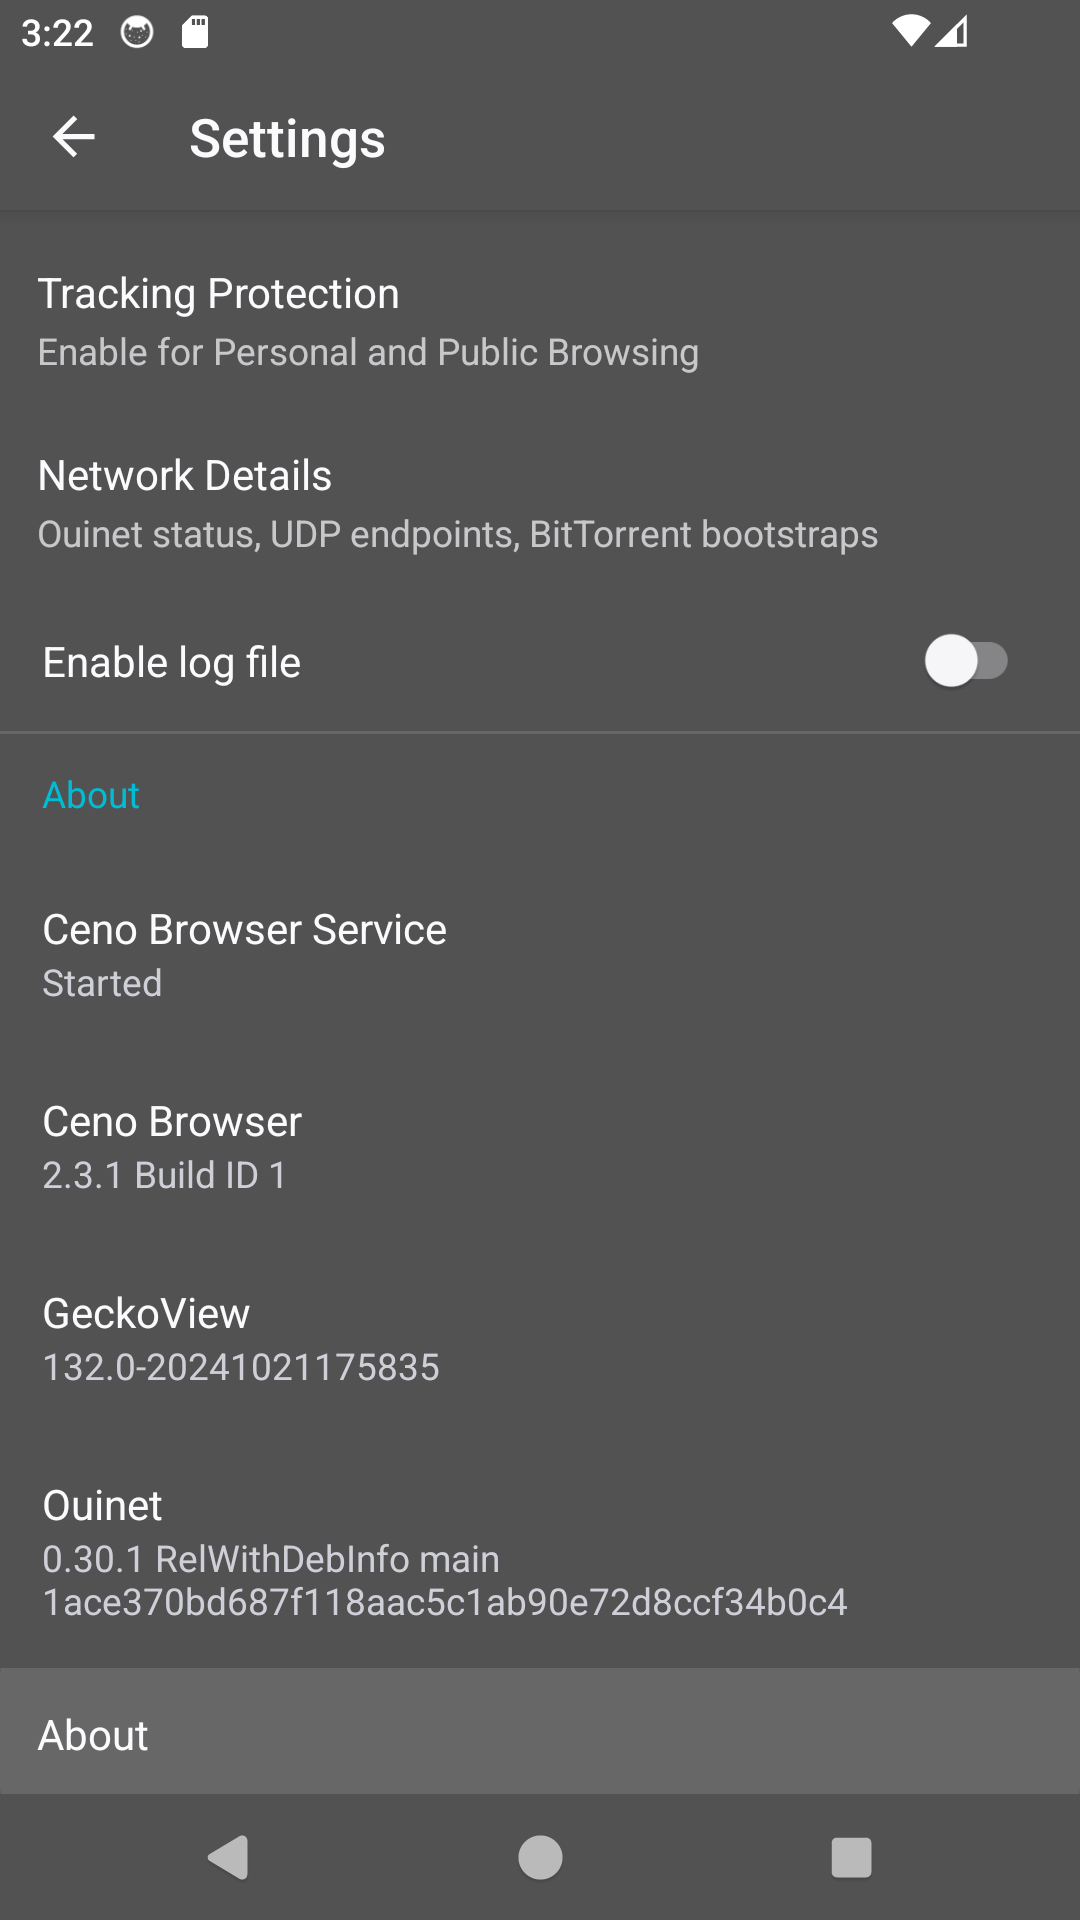 3:22
Settings
Tracking Protection
Enable for Personal and Public Browsing
Network Details
Ouinet status, UDP endpoints, BitTorrent bootstraps
Enable log file
About
Ceno Browser Service
Started
Ceno Browser
2.3.1 Build ID 1
GeckoView
132.0-20241021175835
Ouinet
0.30.1 RelWithDebInfo main
1ace370bd687f118aac5c1ab90e72d8ccf34b0c4
About